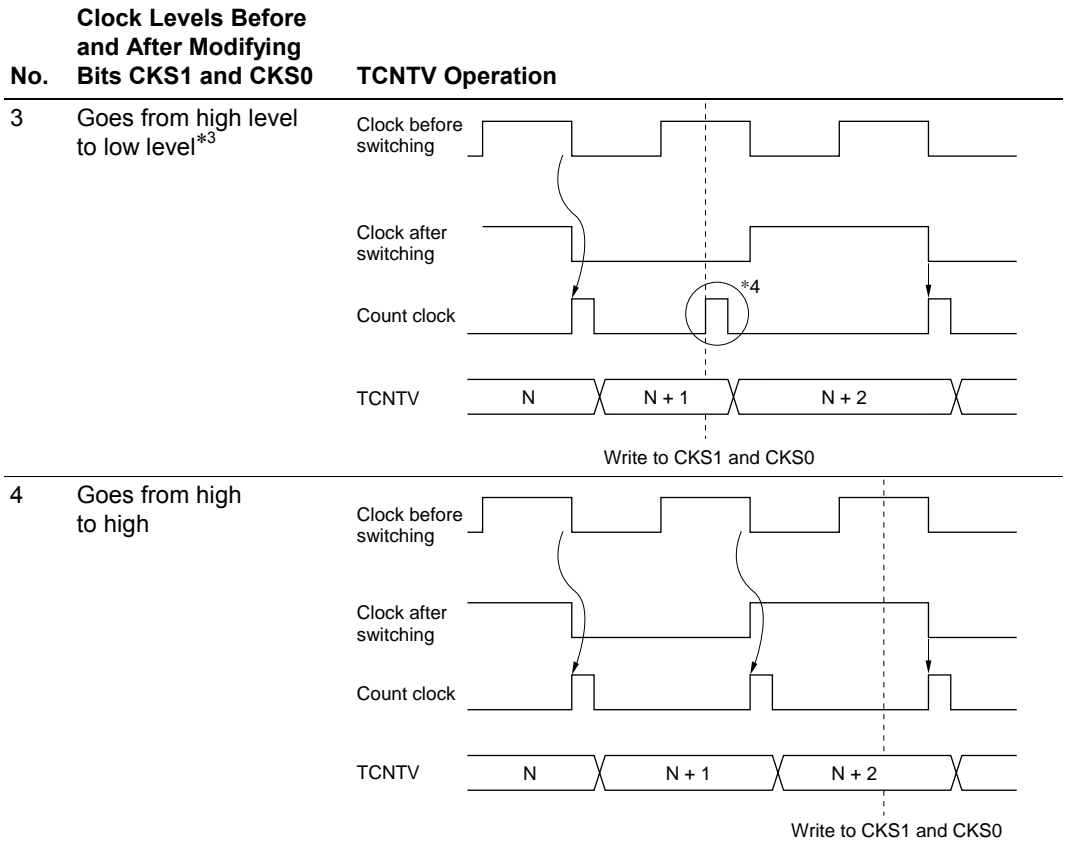 Clock Levels Before
and After Modifying
No. Bits CKS1 and CKS0 TCNTV Operation
3 Goes from high level
to low level*3
Clock before
switching
Clock after
switching
*4
Count clock
TCNTV N N + 1 N + 2
Write to CKS1 and CKS0
4 Goes from high
to high
Clock before
switching
Clock after
switching
Count clock
TCNTV N N + 1 N + 2
Write to CKS1 and CKS0